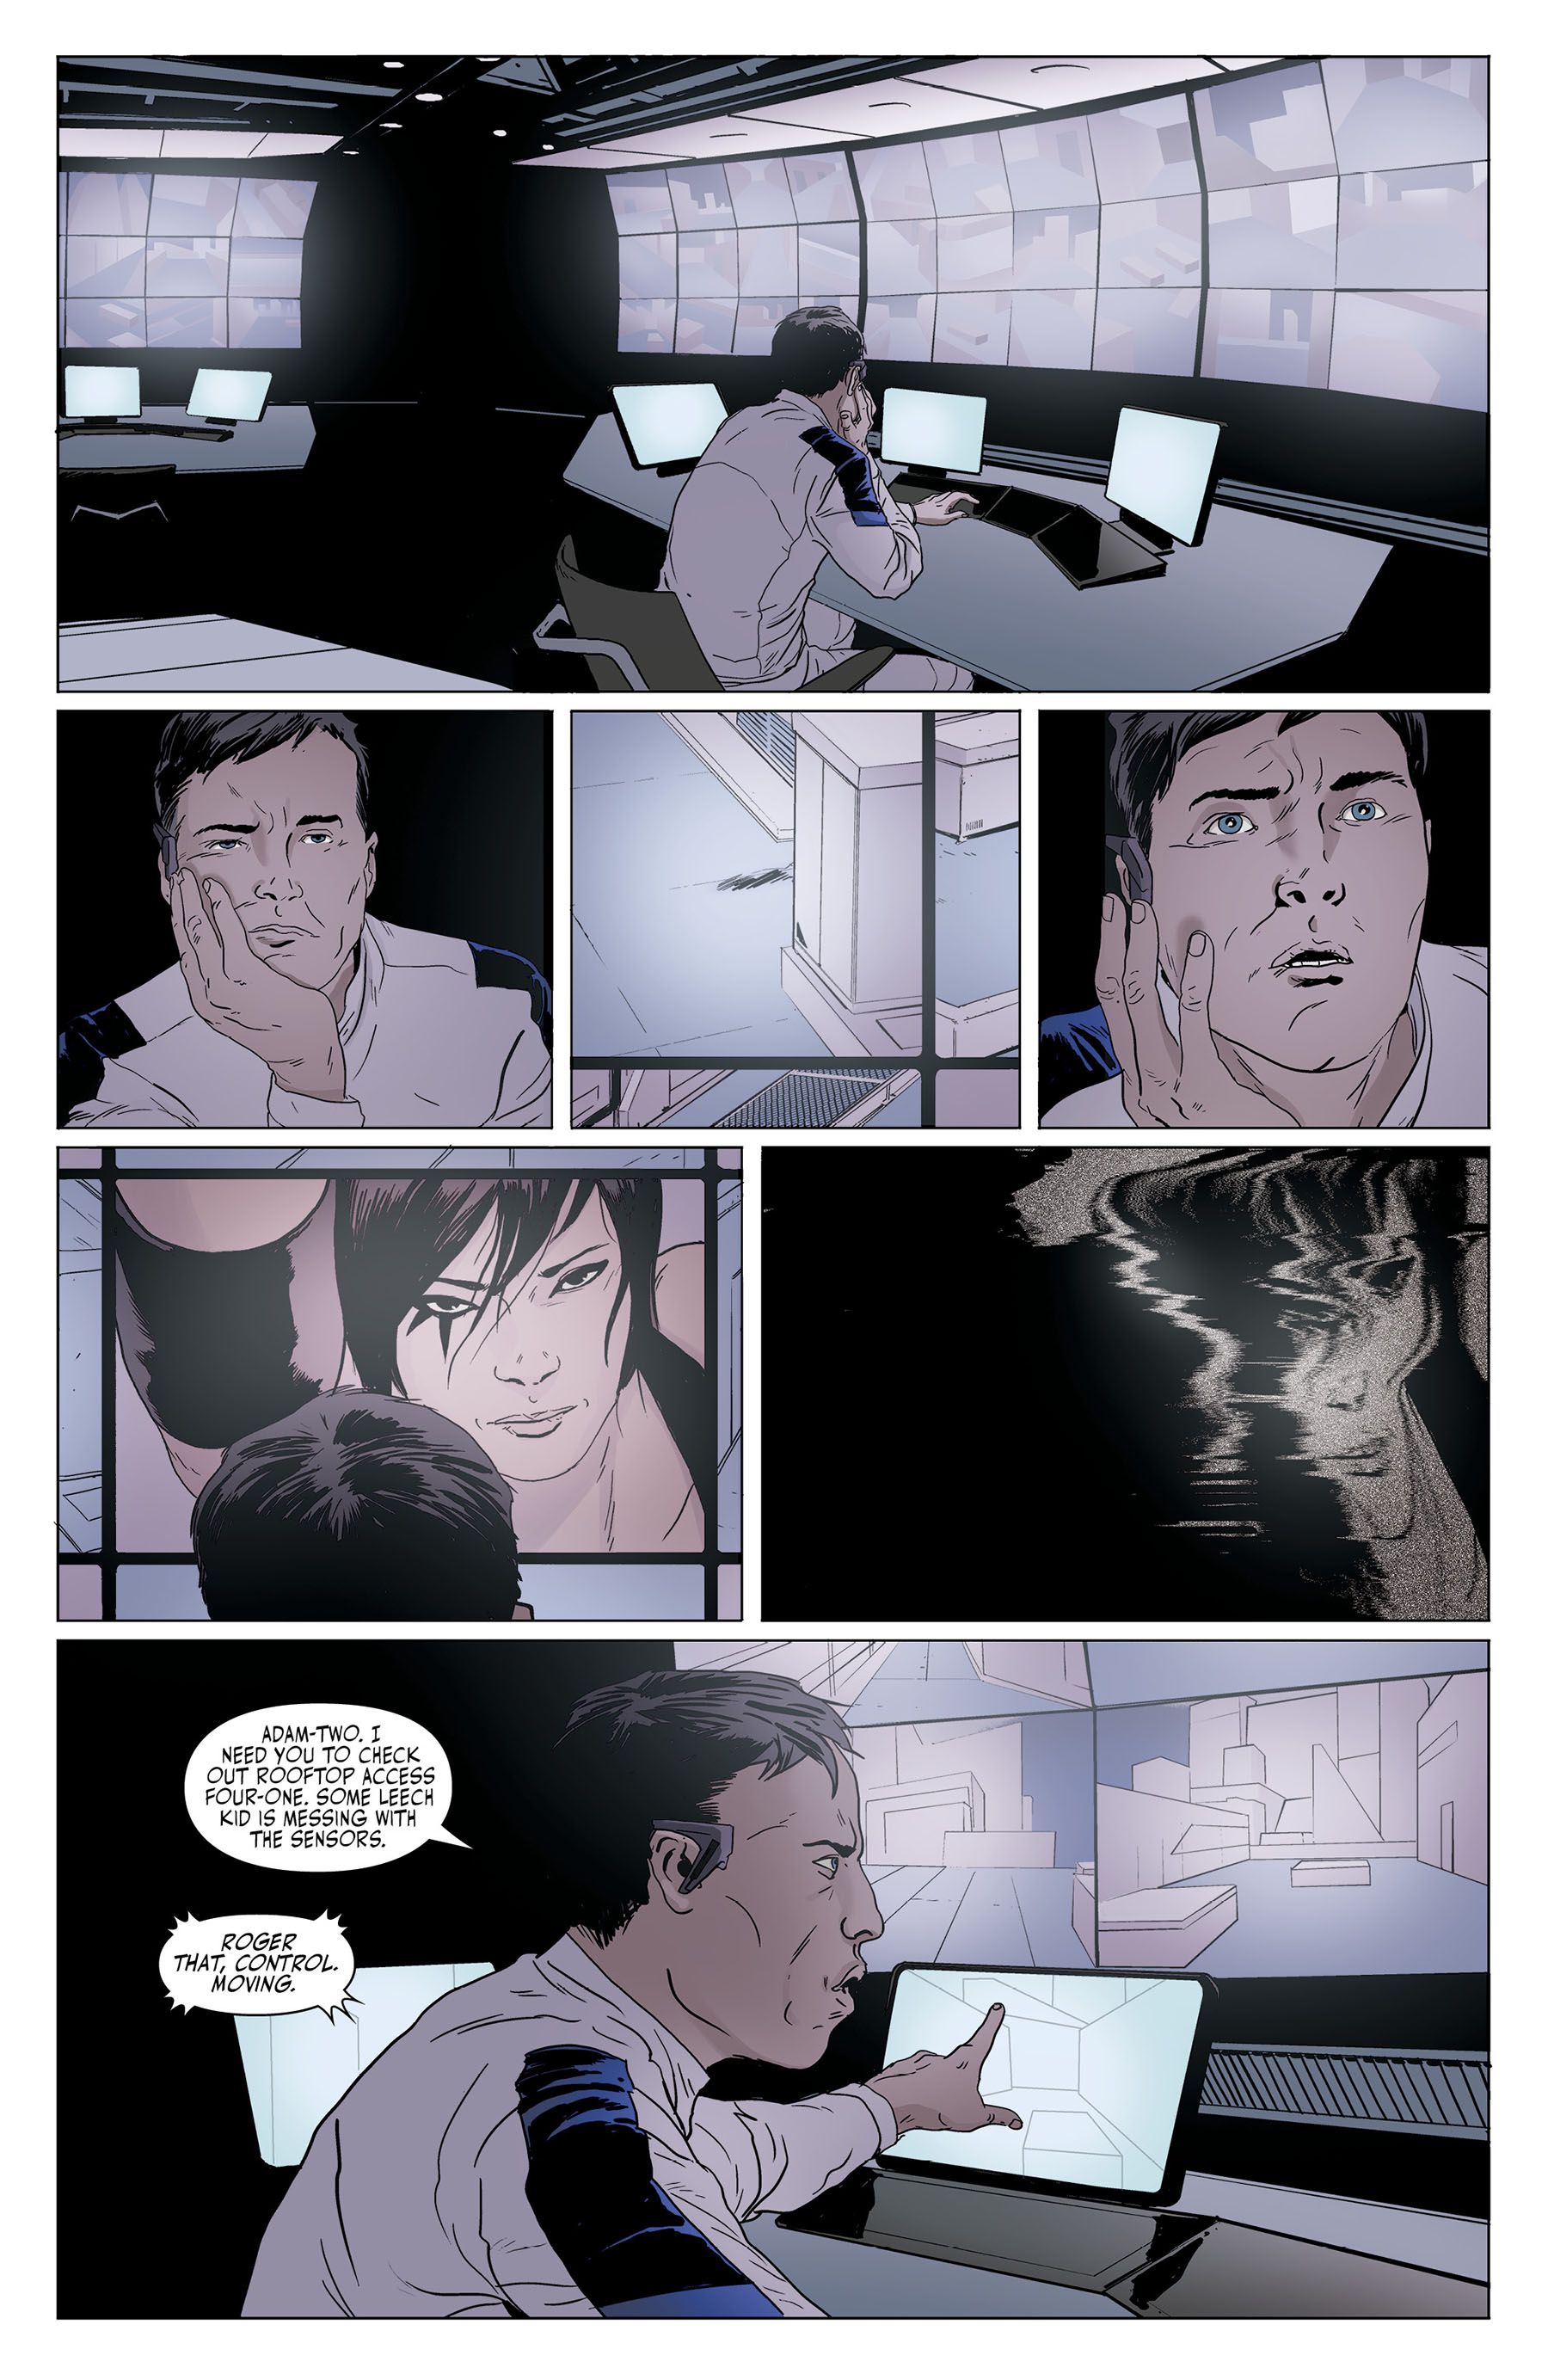 ADAM-TWO. I
NEED YOU TO CHECK
OUT ROOFTOP ACCESS
FOUR-ONE. SOME LEECH
KID IS MESSING WITH
THE SENSORS.
ROGER
THAT, CONTROL.
MOVING.